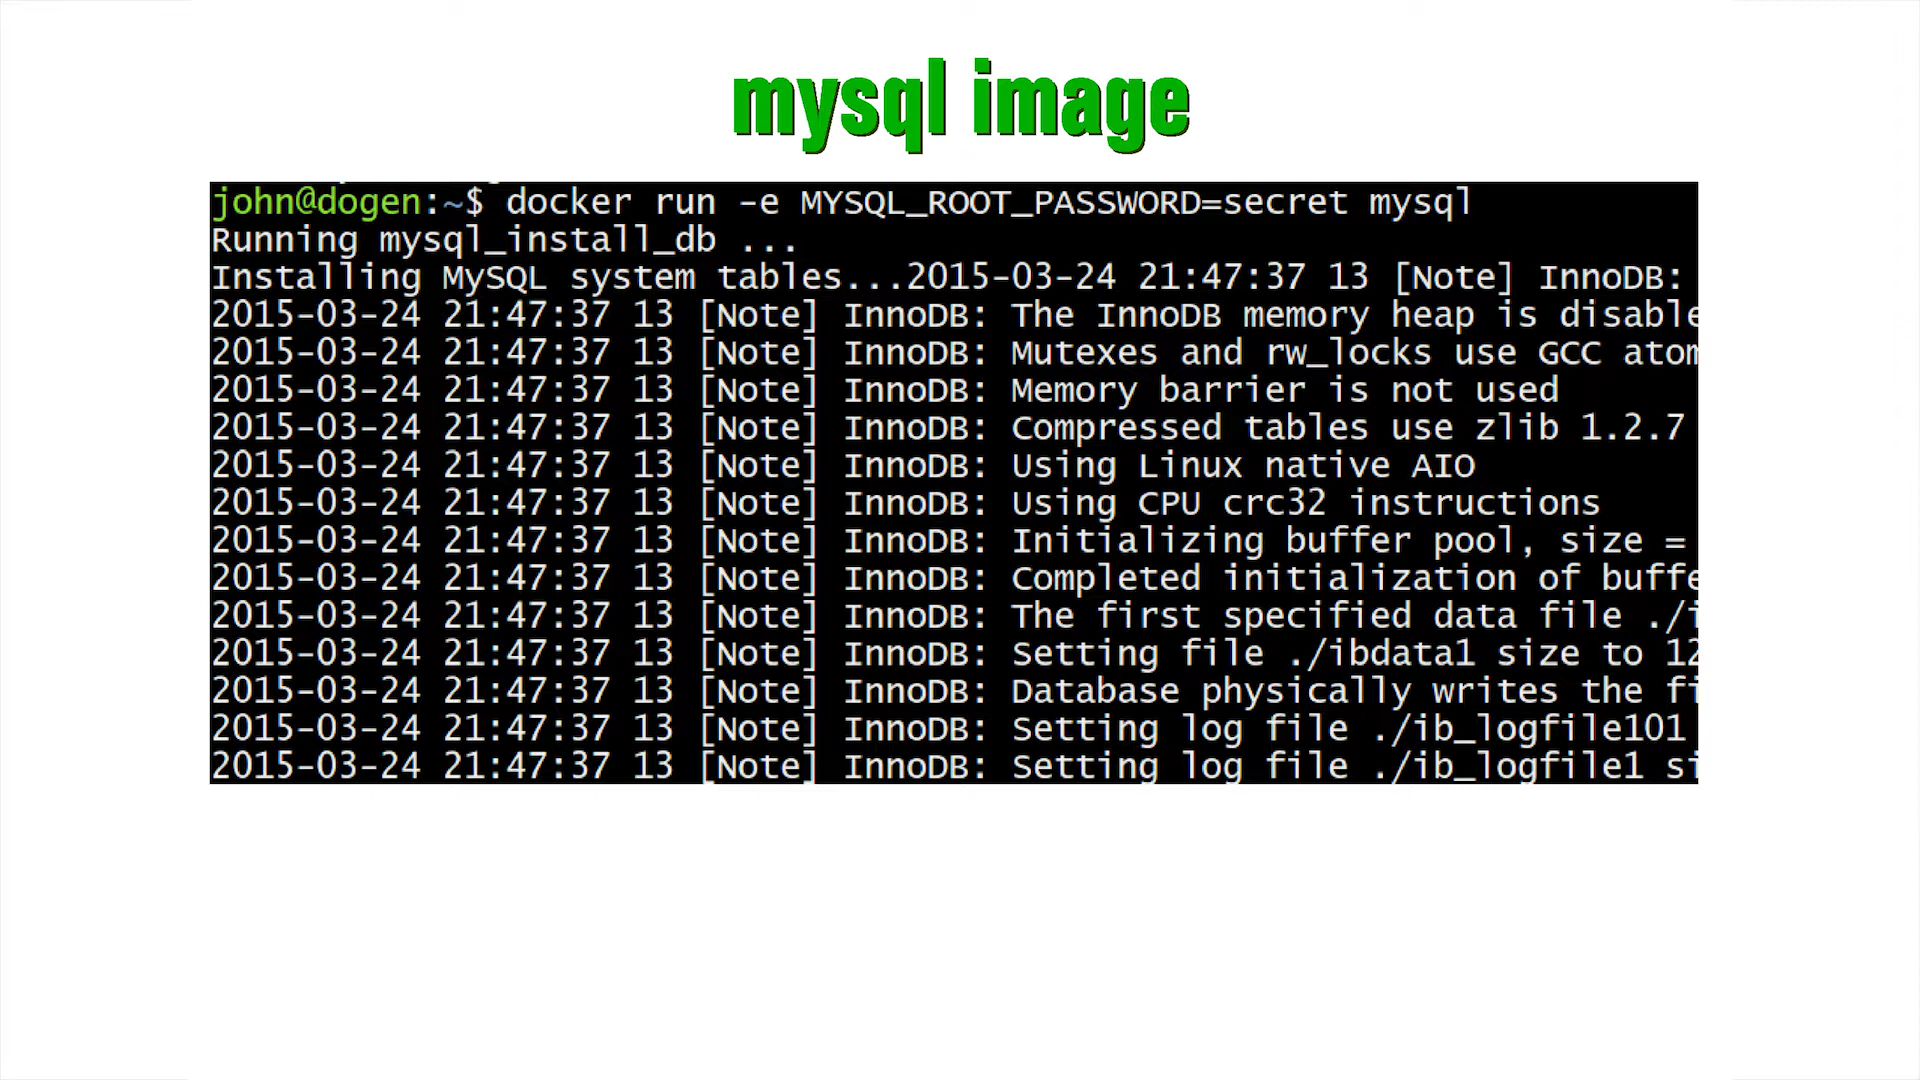 mysql image
john@dogen:~$ docker run -e MYSQL_ROOT_PASSWORD=secret mysql
Running mysql_install_db ...
Installing MySQL system tables...2015-03-24 21:47:37 13 [Note] InnoDB:
2015-03-24 21:47:37 13 [Note] InnoDB: The InnoDB memory heap is disable
2015-03-24 21:47:37 13 [Note] InnoDB: Mutexes and rw_locks use GCC atom
2015-03-24 21:47:37 13 [Note] InnoDB: Memory barrier is not used
2015-03-24 21:47:37 13 [Note] InnoDB: Compressed tables use zlib 1.2.7
2015-03-24 21:47:37 13 [Note] InnoDB: Using Linux native AIO
2015-03-24 21:47:37 13 [Note] InnoDB: Using CPU crc32 instructions
2015-03-24 21:47:37 13 [Note] InnoDB: Initializing buffer pool, size =
2015-03-24 21:47:37 13 [Note] InnoDB: Completed initialization of buffe
2015-03-24 21:47:37 13 [Note] InnoDB: The first specified data file ./i
2015-03-24 21:47:37 13 [Note] InnoDB: Setting file ./ibdata1 size to 12
2015-03-24 21:47:37 13 [Note] InnoDB: Database physically writes the fi
2015-03-24 21:47:37 13 [Note] InnoDB: Setting log file ./ib_logfile101
2015-03-24 21:47:37 13 [Note] InnoDB: Setting log file ./ib_logfile1 si